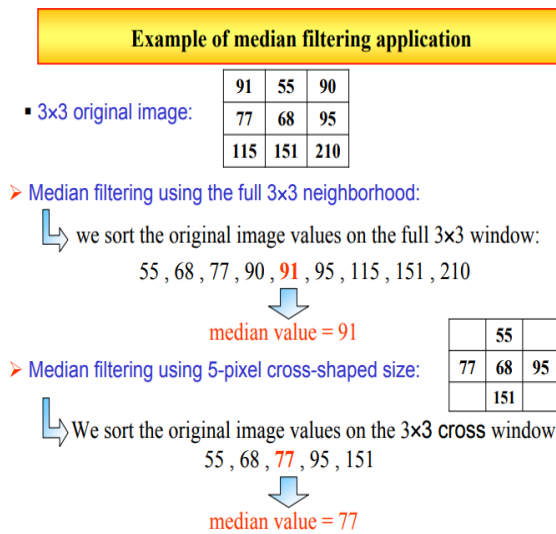 Example of median filtering application
91 55 90
▪ 3×3 original image:
77 68 95
115 151 210
➢ Median filtering using the full 3×3 neighborhood:
we sort the original image values on the full 3×3 window:
55 , 68 , 77 , 90 , 91 , 95 , 115 , 151 , 210
median value = 91
55
➢ Median filtering using 5-pixel cross-shaped size:
77 68 95
151
We sort the original image values on the 3×3 cross window
55 , 68 , 77 , 95 , 151
median value = 77